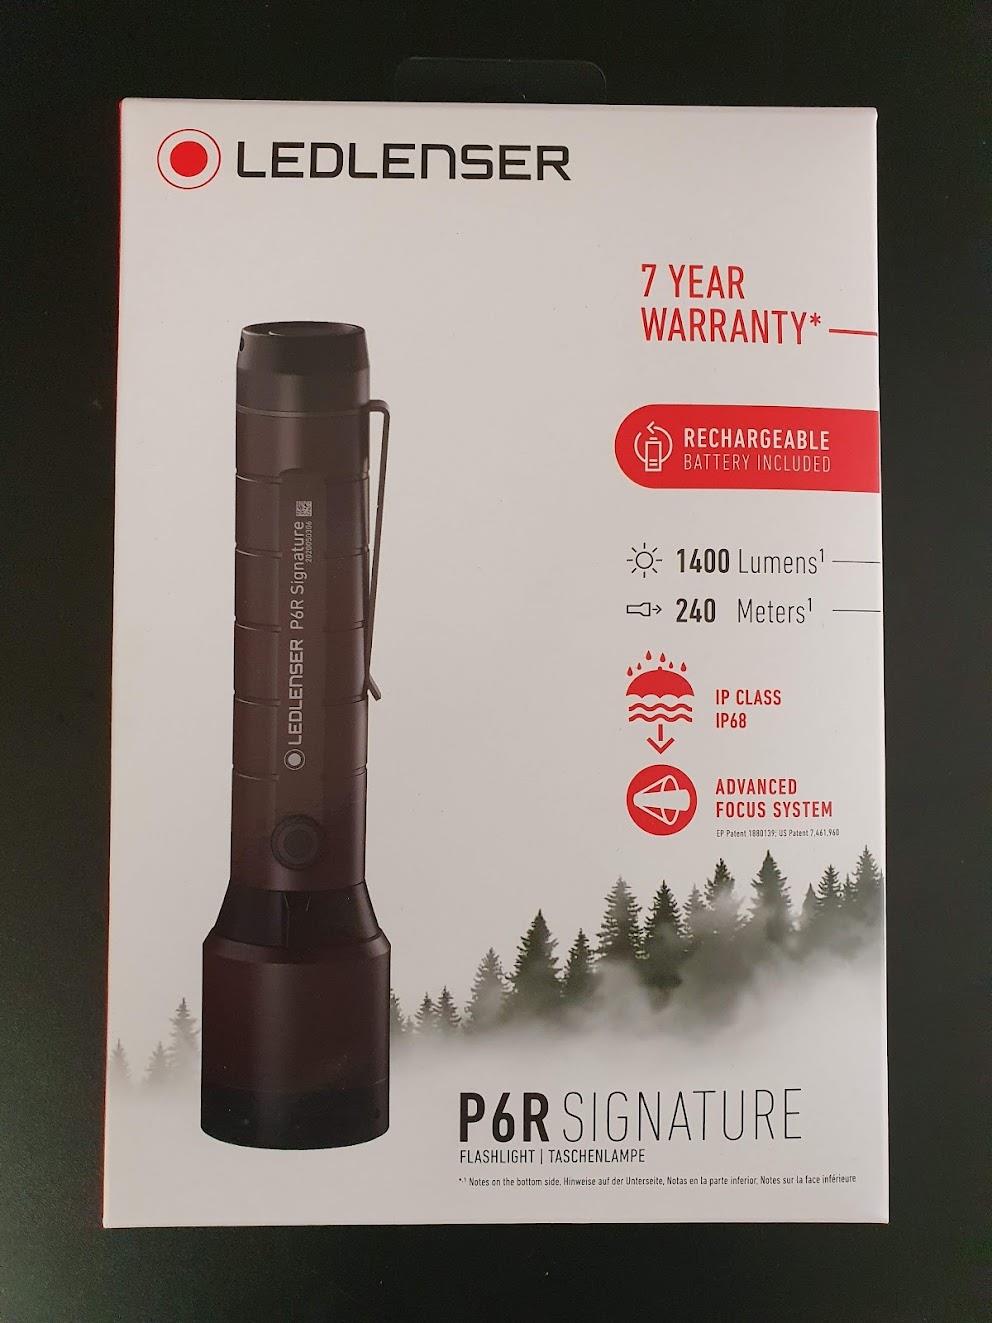 LEDLENSER
7 YEAR
WARRANTY*
RECHARGEABLE
BATTERY INCLUDED
1400 Lumens¹
240 Meters¹
IP CLASS
IP68
ADVANCED
FOCUS SYSTEM
EP Patent 1880139; US Patent 7,461,960
LEDLENSER P6R Signature
2020050306
P6R SIGNATURE
FLASHLIGHT | TASCHENLAMPE
*,¹ Notes on the bottom side, Hinweise auf der Unterseite, Notas en la parte inferior, Notes sur la face inférieure